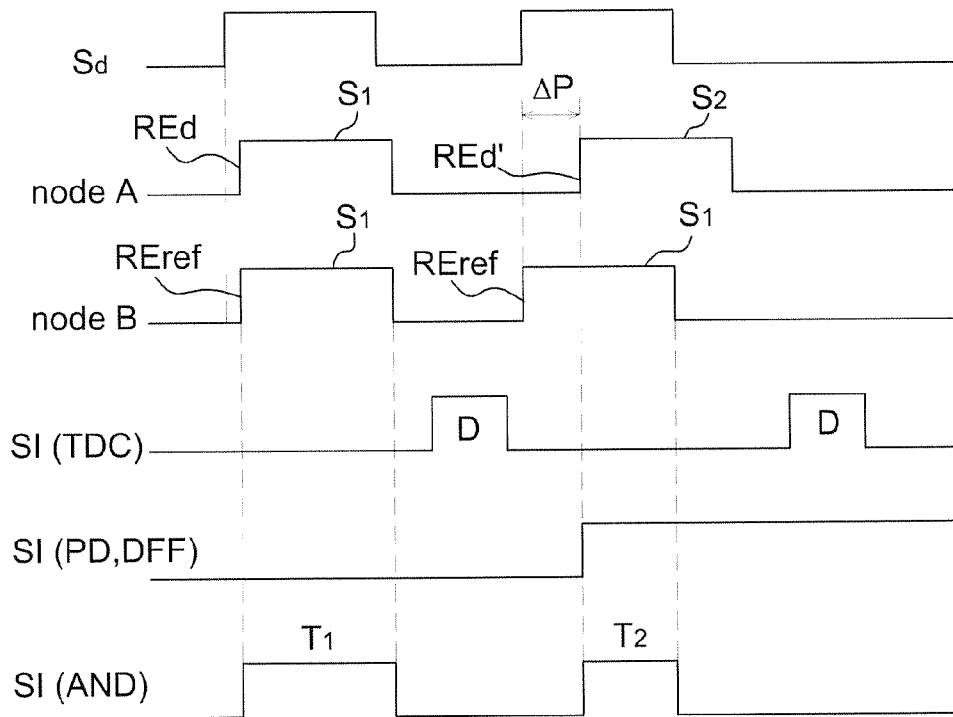 Sd
ΔP
S1
S2
REd
REd'
node A
S1
S1
REref
REref
node B
D
D
SI (TDC)
SI (PD,DFF)
T1
T2
SI (AND)